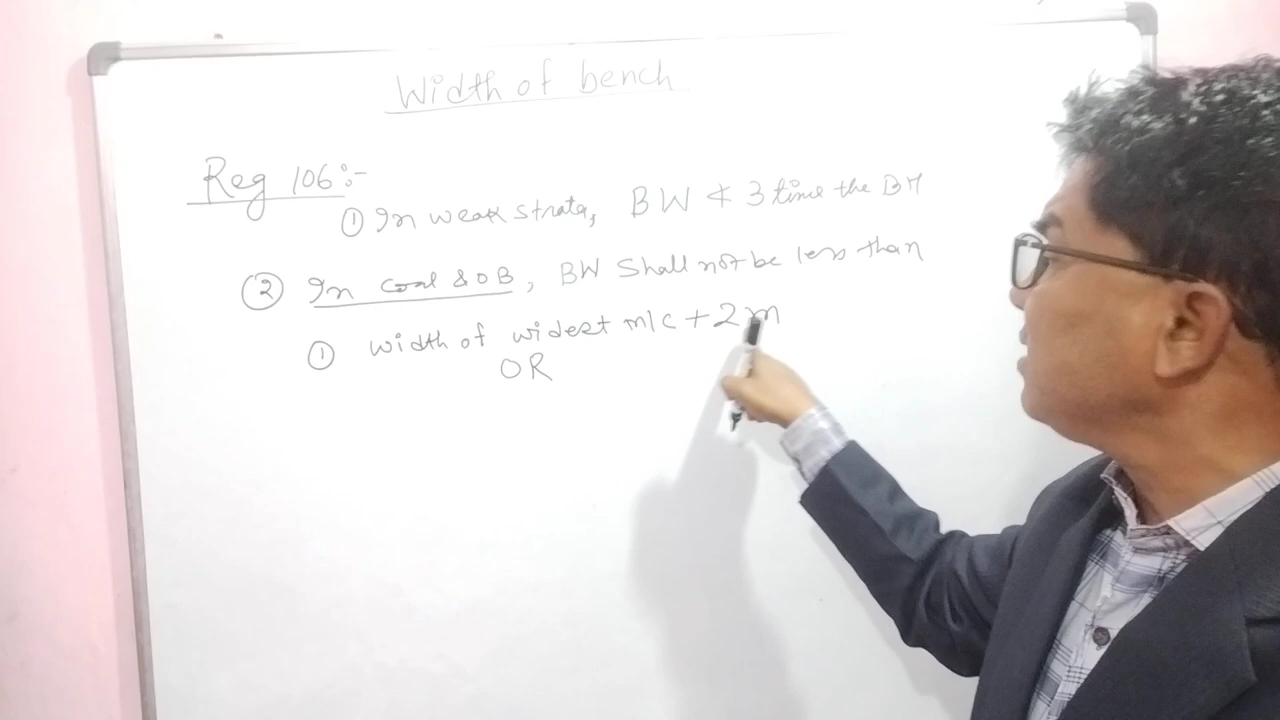 Width of bench
Reg 106:-
① In weak strata, BW ≮ 3 time the BH
② In coal & OB, BW Shall not be less than
① width of widest m/c + 2m
OR